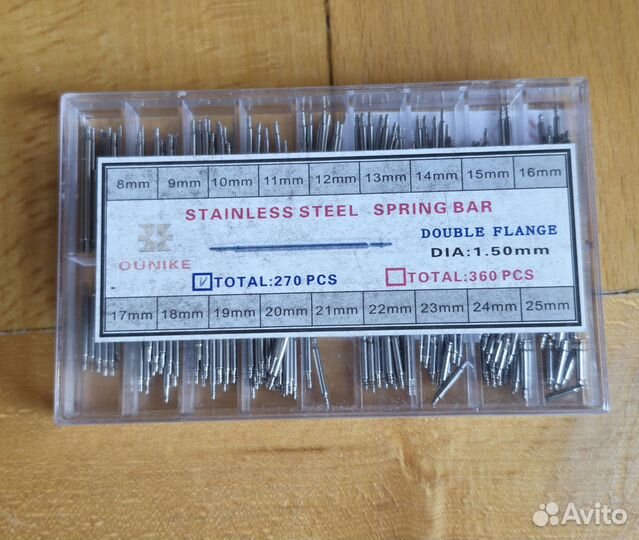 8mm 9mm 10mm 11mm 12mm 13mm 14mm 15mm 16mm
STAINLESS STEEL SPRING BAR
DOUBLE FLANGE
DIA:1.50mm
OUNIKE
TOTAL:270 PCS TOTAL:360 PCS
17mm 18mm 19mm 20mm 21mm 22mm 23mm 24mm 25mm
Avito